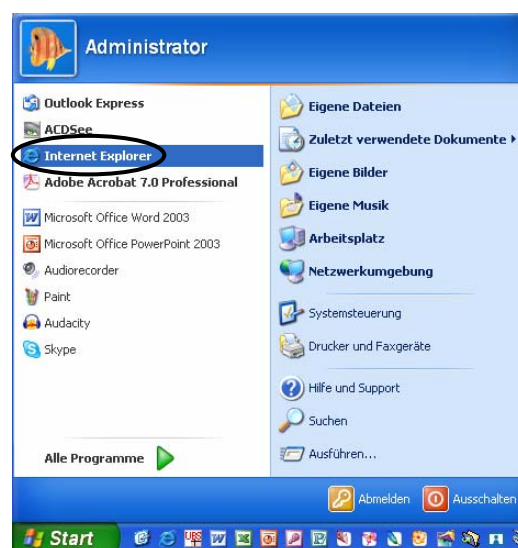 Administrator
Outlook Express
ACDSee
Internet Explorer
Adobe Acrobat 7.0 Professional
Microsoft Office Word 2003
Microsoft Office PowerPoint 2003
Audiorecorder
Paint
Audacity
Skype
Alle Programme
Eigene Dateien
Zuletzt verwendete Dokumente
Eigene Bilder
Eigene Musik
Arbeitsplatz
Netzwerkumgebung
Systemsteuerung
Drucker und Faxgeräte
Hilfe und Support
Suchen
Ausführen...
Abmelden
Ausschalten
Start